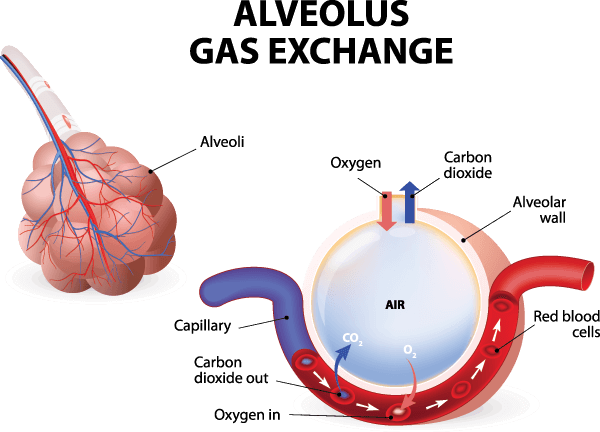 ALVEOLUS
GAS EXCHANGE
Alveoli
Oxygen
Carbon
dioxide
Alveolar
wall
AIR
Capillary
CO₂
O₂
Red blood
cells
Carbon
dioxide out
Oxygen in